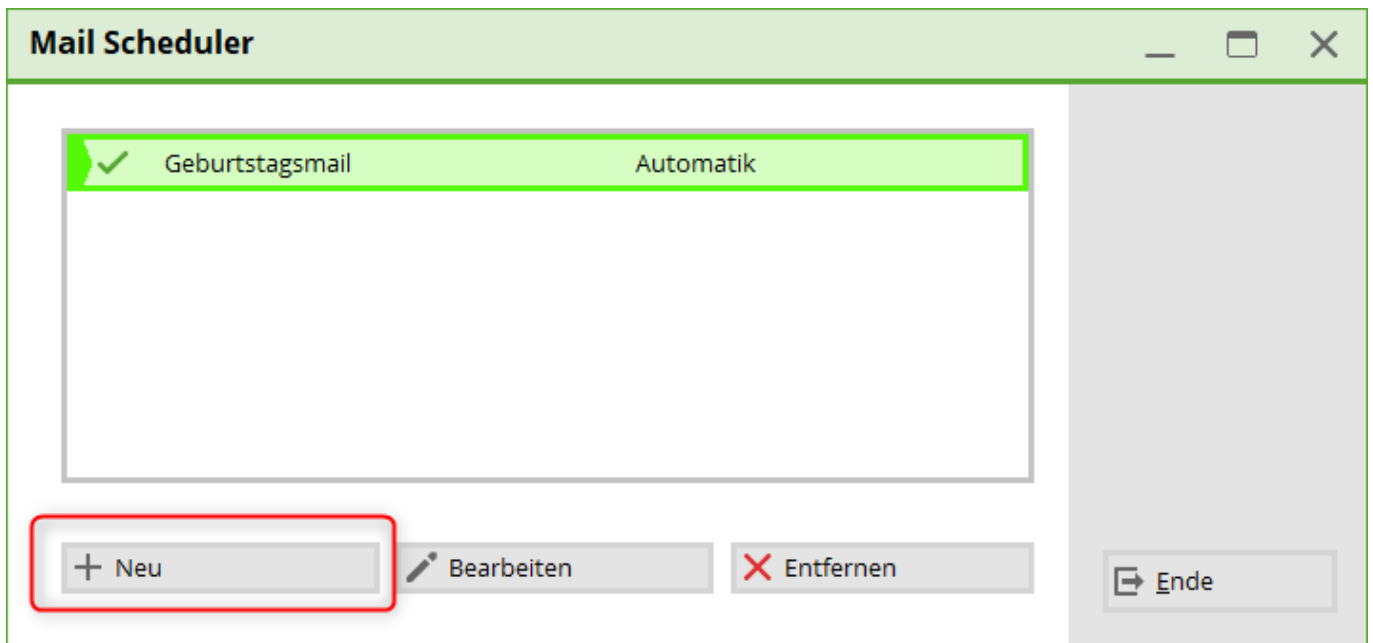 Mail Scheduler
Geburtstagsmail Automatik
Neu Bearbeiten Entfernen
Ende